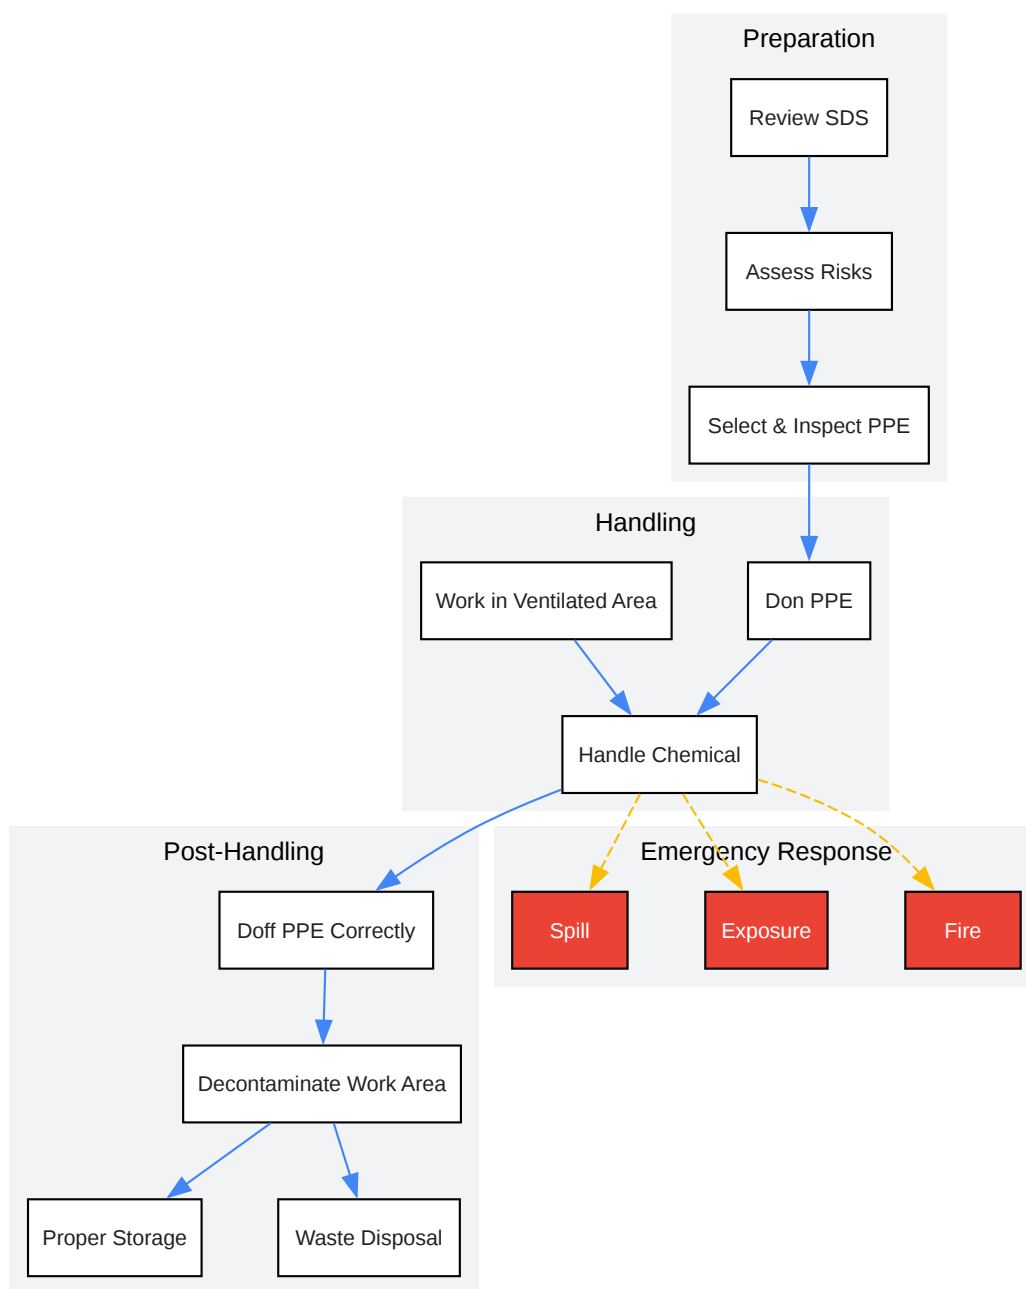 Preparation
Review SDS
Assess Risks
Select & Inspect PPE
Handling
Work in Ventilated Area
Don PPE
Handle Chemical
Post-Handling
Doff PPE Correctly
Decontaminate Work Area
Proper Storage
Waste Disposal
Emergency Response
Spill
Exposure
Fire